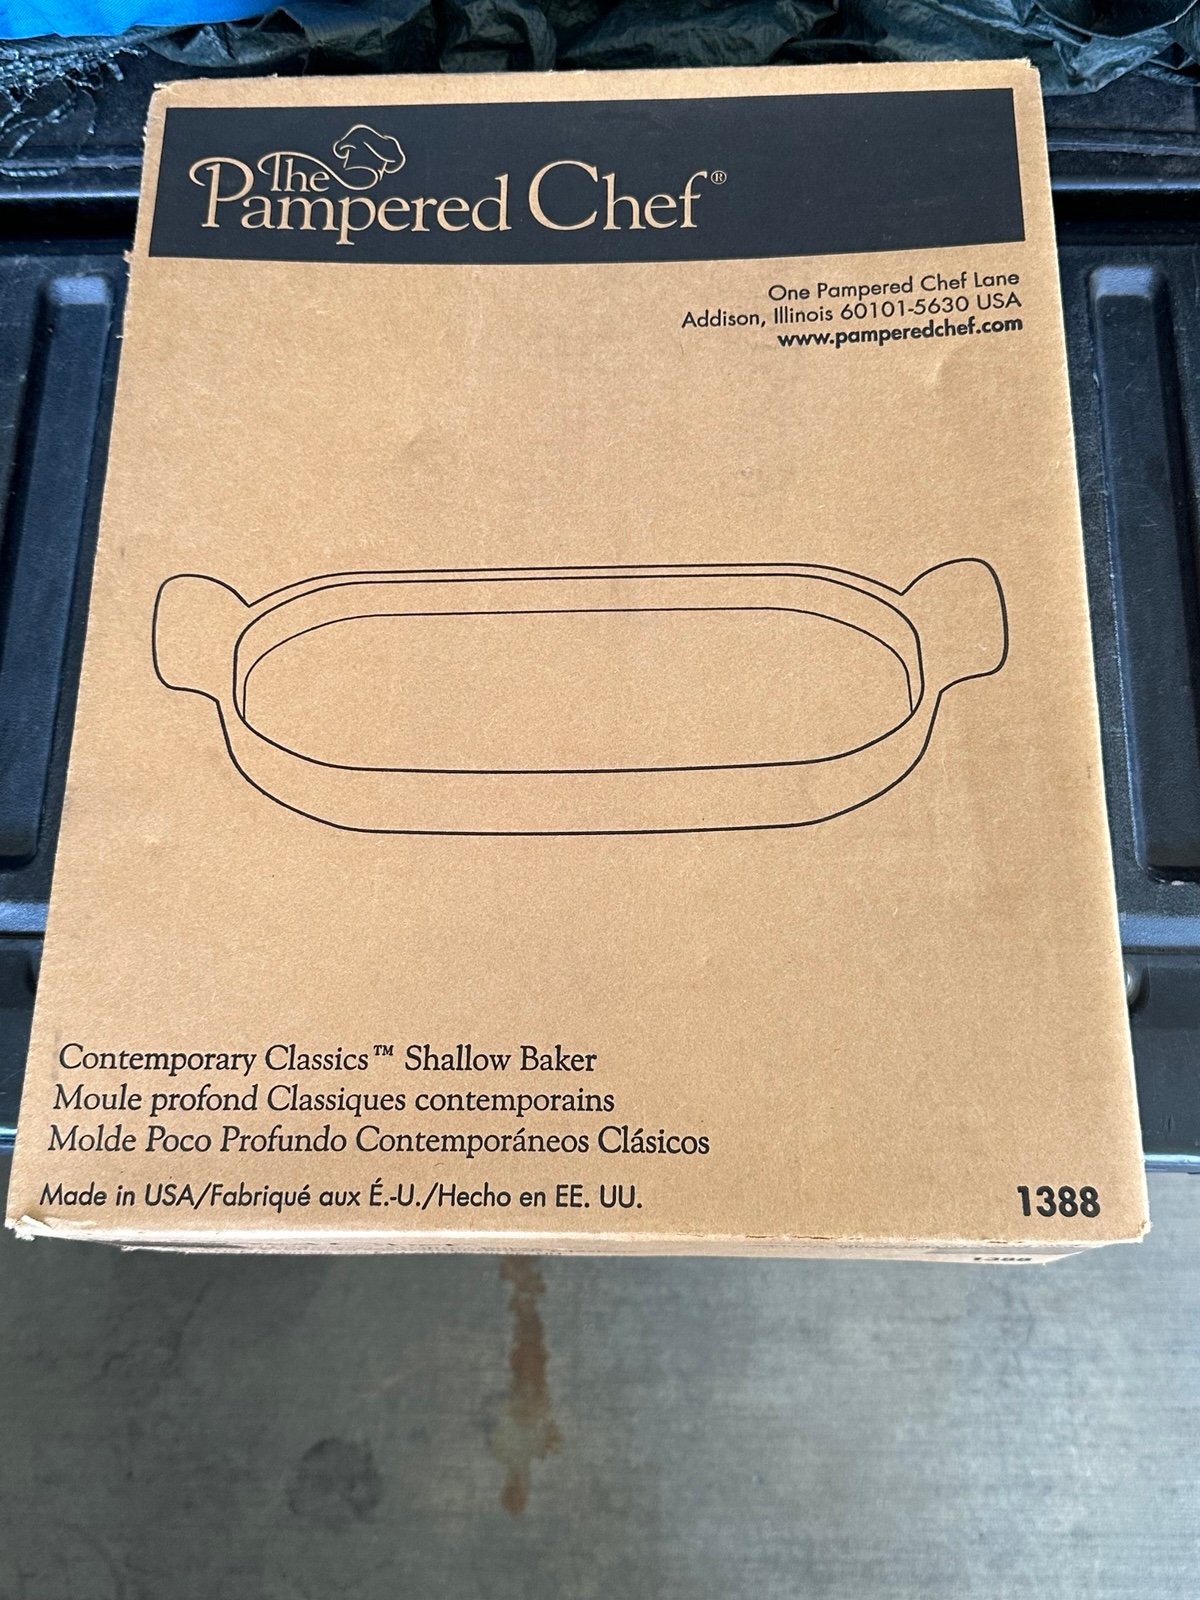 The
Pampered Chef®
One Pampered Chef Lane
Addison, Illinois 60101-5630 USA
www.pamperedchef.com
Contemporary Classics™ Shallow Baker
Moule profond Classiques contemporains
Molde Poco Profundo Contemporáneos Clásicos
Made in USA/Fabriqué aux É.-U./Hecho en EE. UU.
1388